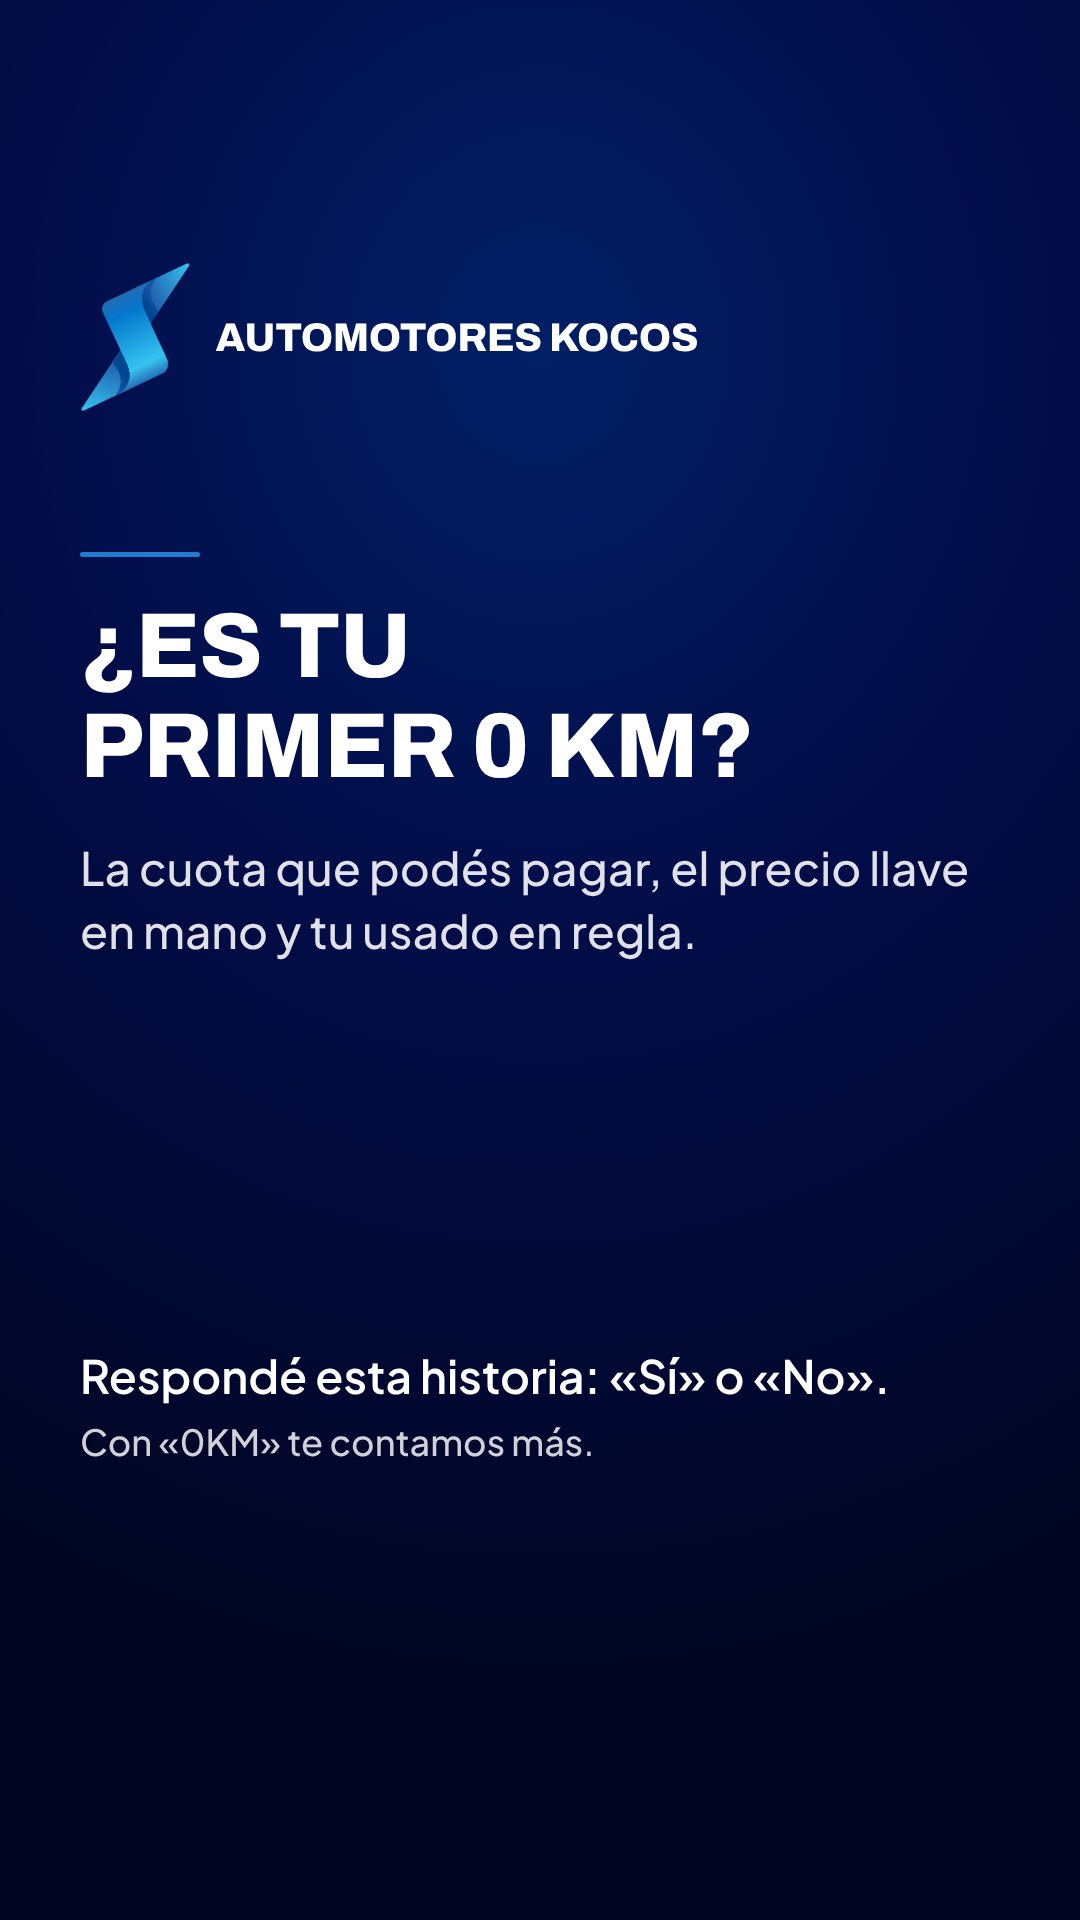 AUTOMOTORES KOCOS
¿ES TU
PRIMER 0 KM?
La cuota que podés pagar, el precio llave
en mano y tu usado en regla.
Respondé esta historia: «Sí» o «No».
Con «0KM» te contamos más.